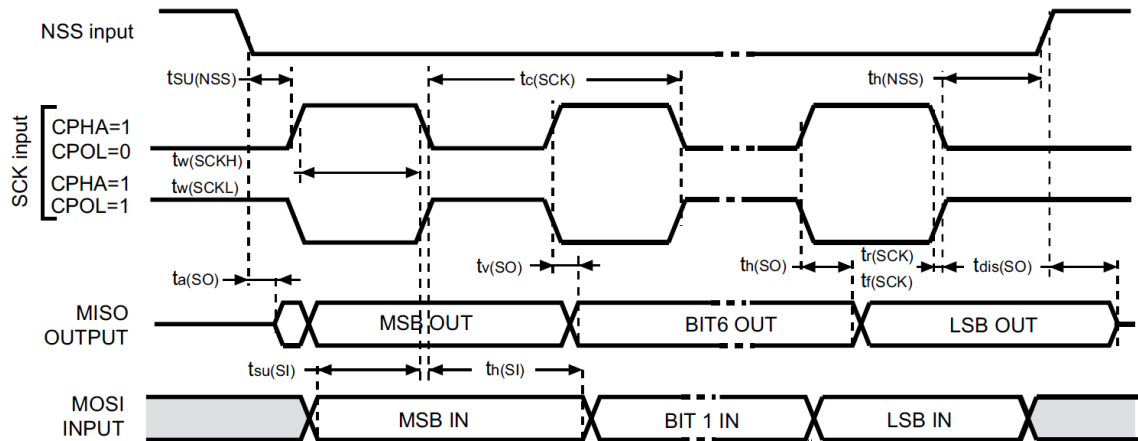 NSS input
tSU(NSS)
tc(SCK)
th(NSS)
SCK input
CPHA=1
CPOL=0
tw(SCKH)
CPHA=1
tw(SCKL)
CPOL=1
ta(SO)
tv(SO)
th(SO)
tr(SCK)
tf(SCK)
tdis(SO)
MISO
OUTPUT
MSB OUT
BIT6 OUT
LSB OUT
tsu(SI)
th(SI)
MOSI
INPUT
MSB IN
BIT 1 IN
LSB IN